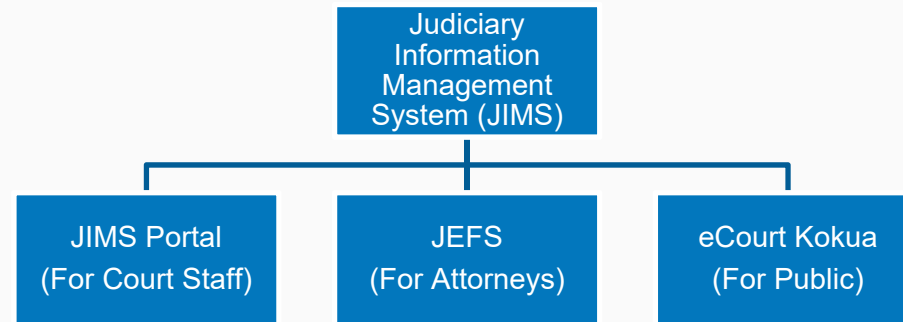 Judiciary
Information
Management
System (JIMS)
JIMS Portal
(For Court Staff)
JEFS
(For Attorneys)
eCourt Kokua
(For Public)